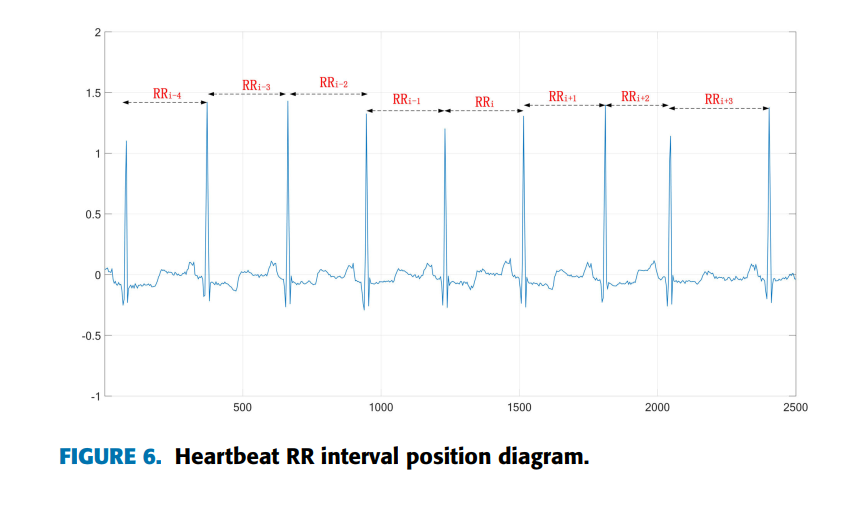 2
1.5
1
0.5
0
-0.5
-1
RRi-4
RRi-3
RRi-2
RRi-1
RRi
RRi+1
RRi+2
RRi+3
500
1000
1500
2000
2500
FIGURE 6. Heartbeat RR interval position diagram.